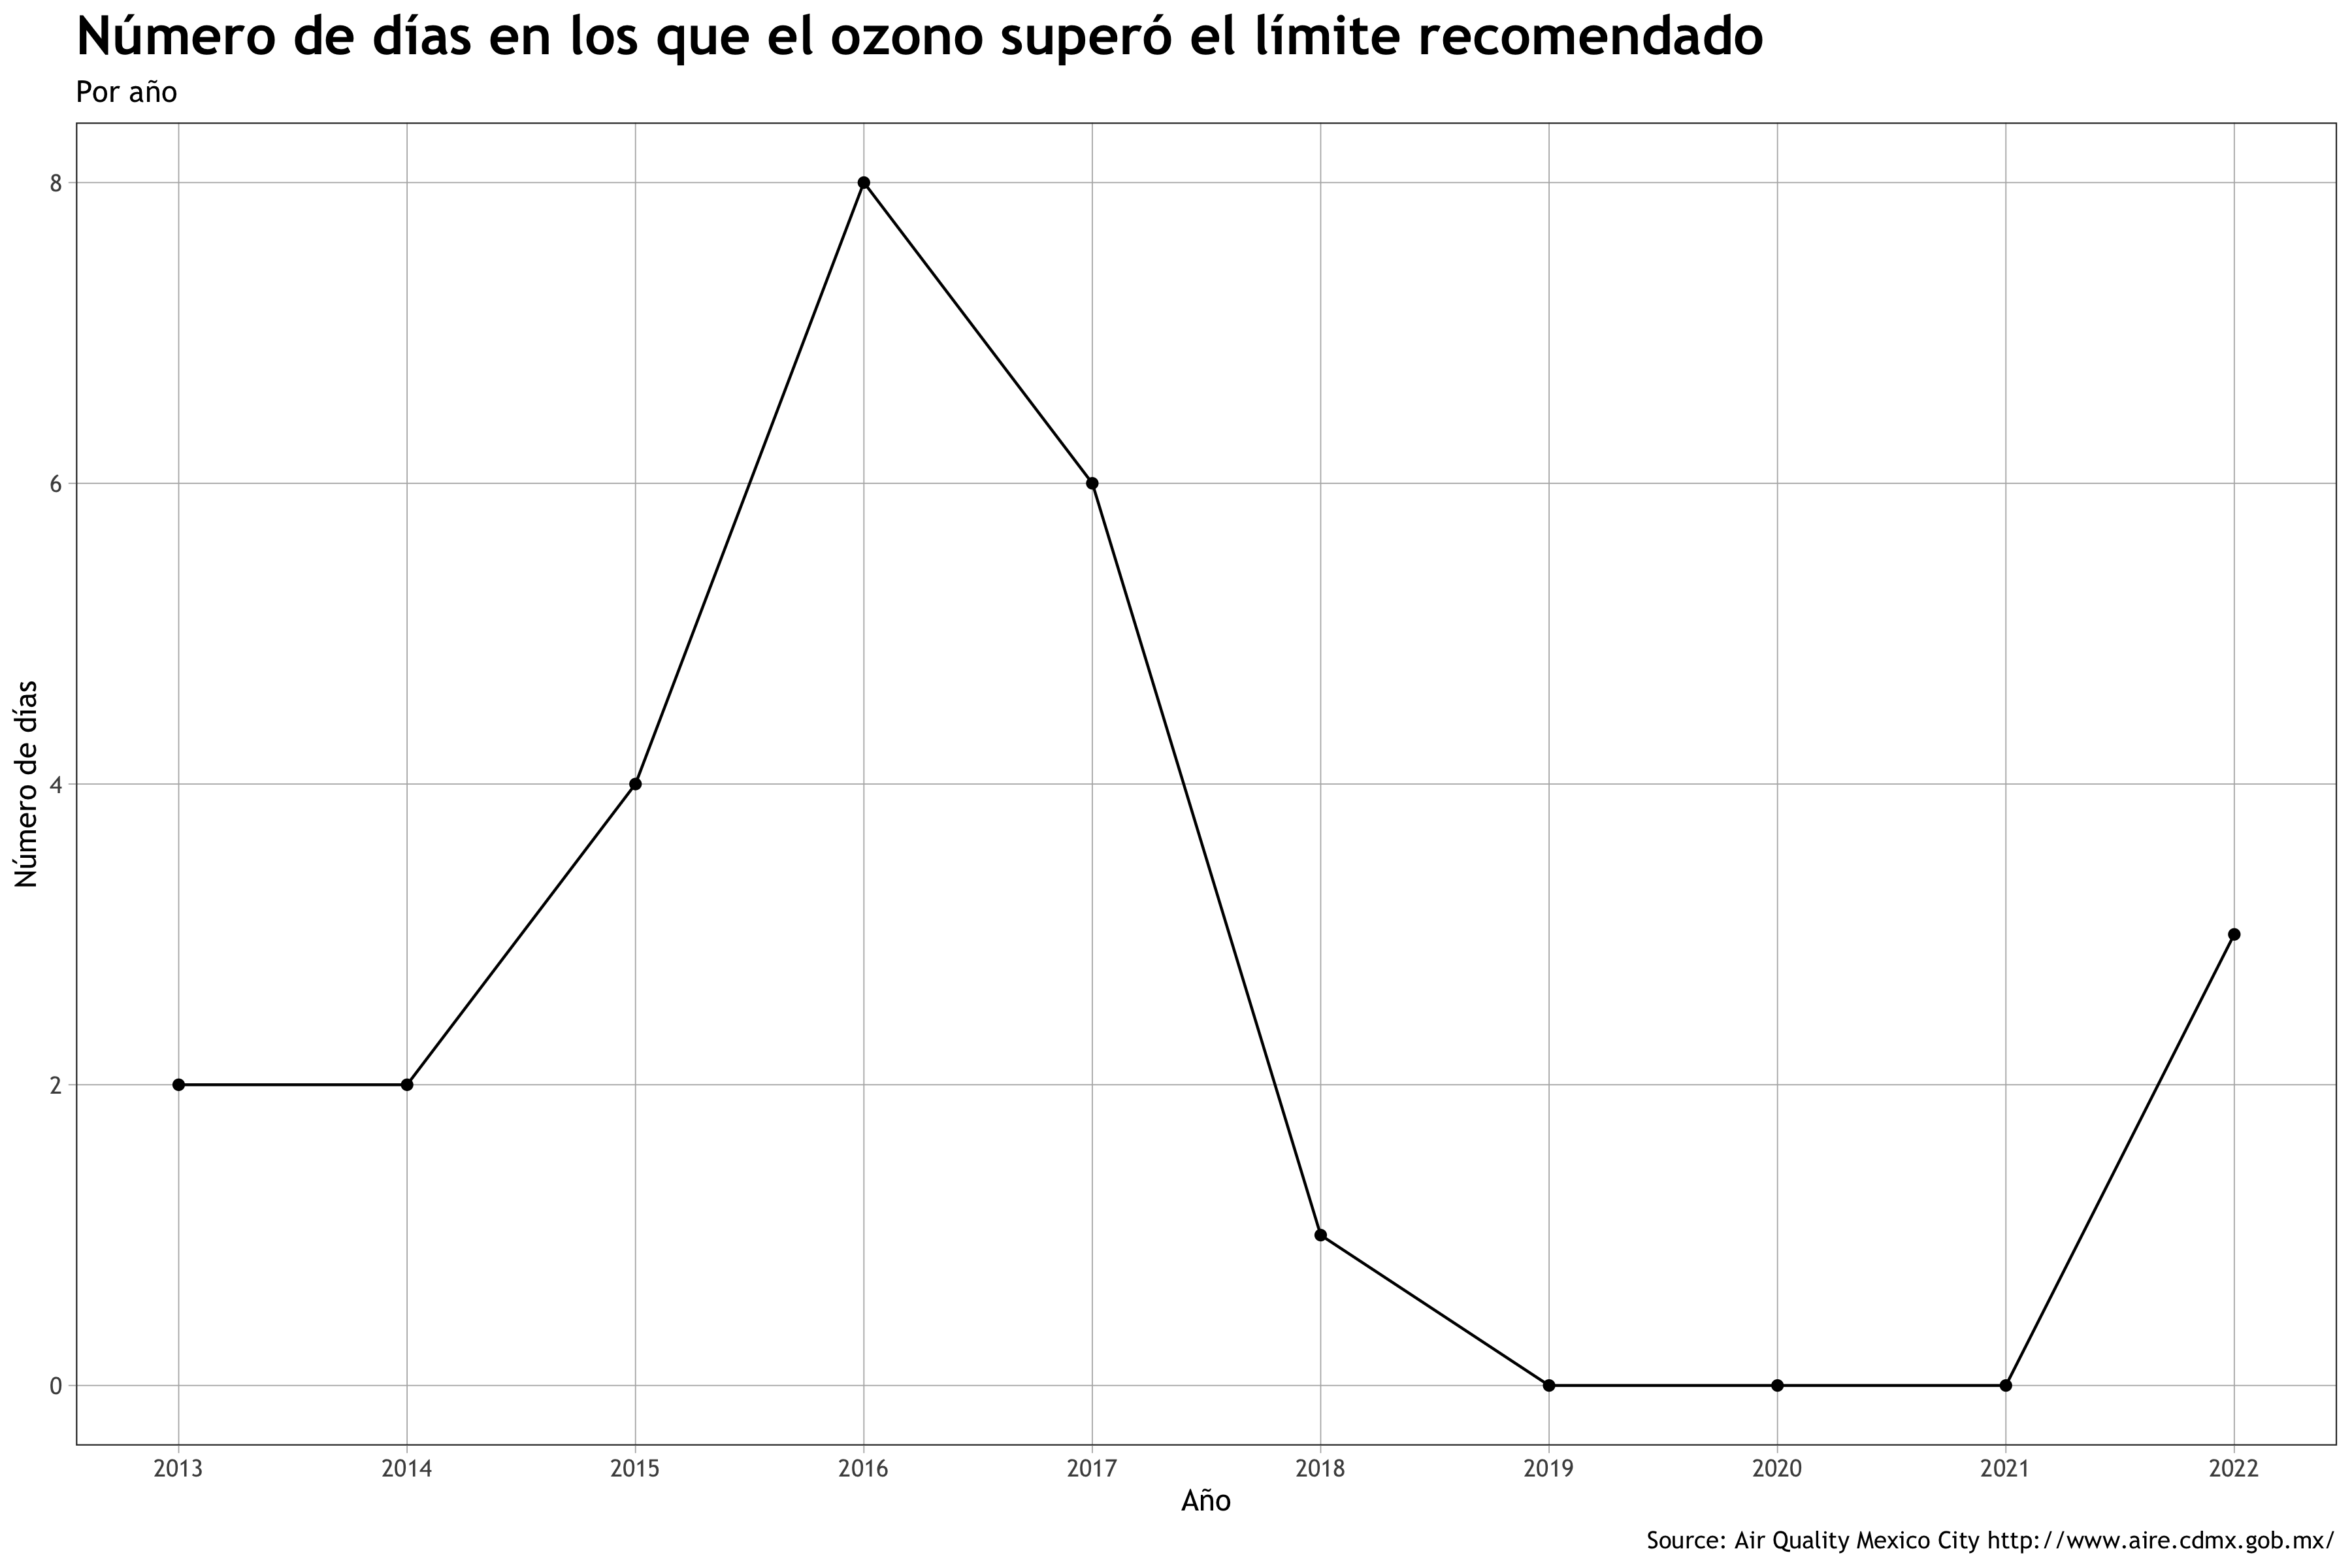 Número de días en los que el ozono superó el límite recomendado
Por año
Número de días
8
6
4
2
0
2013 2014 2015 2016 2017 2018 2019 2020 2021 2022
Año
Source: Air Quality Mexico City http://www.aire.cdmx.gob.mx/